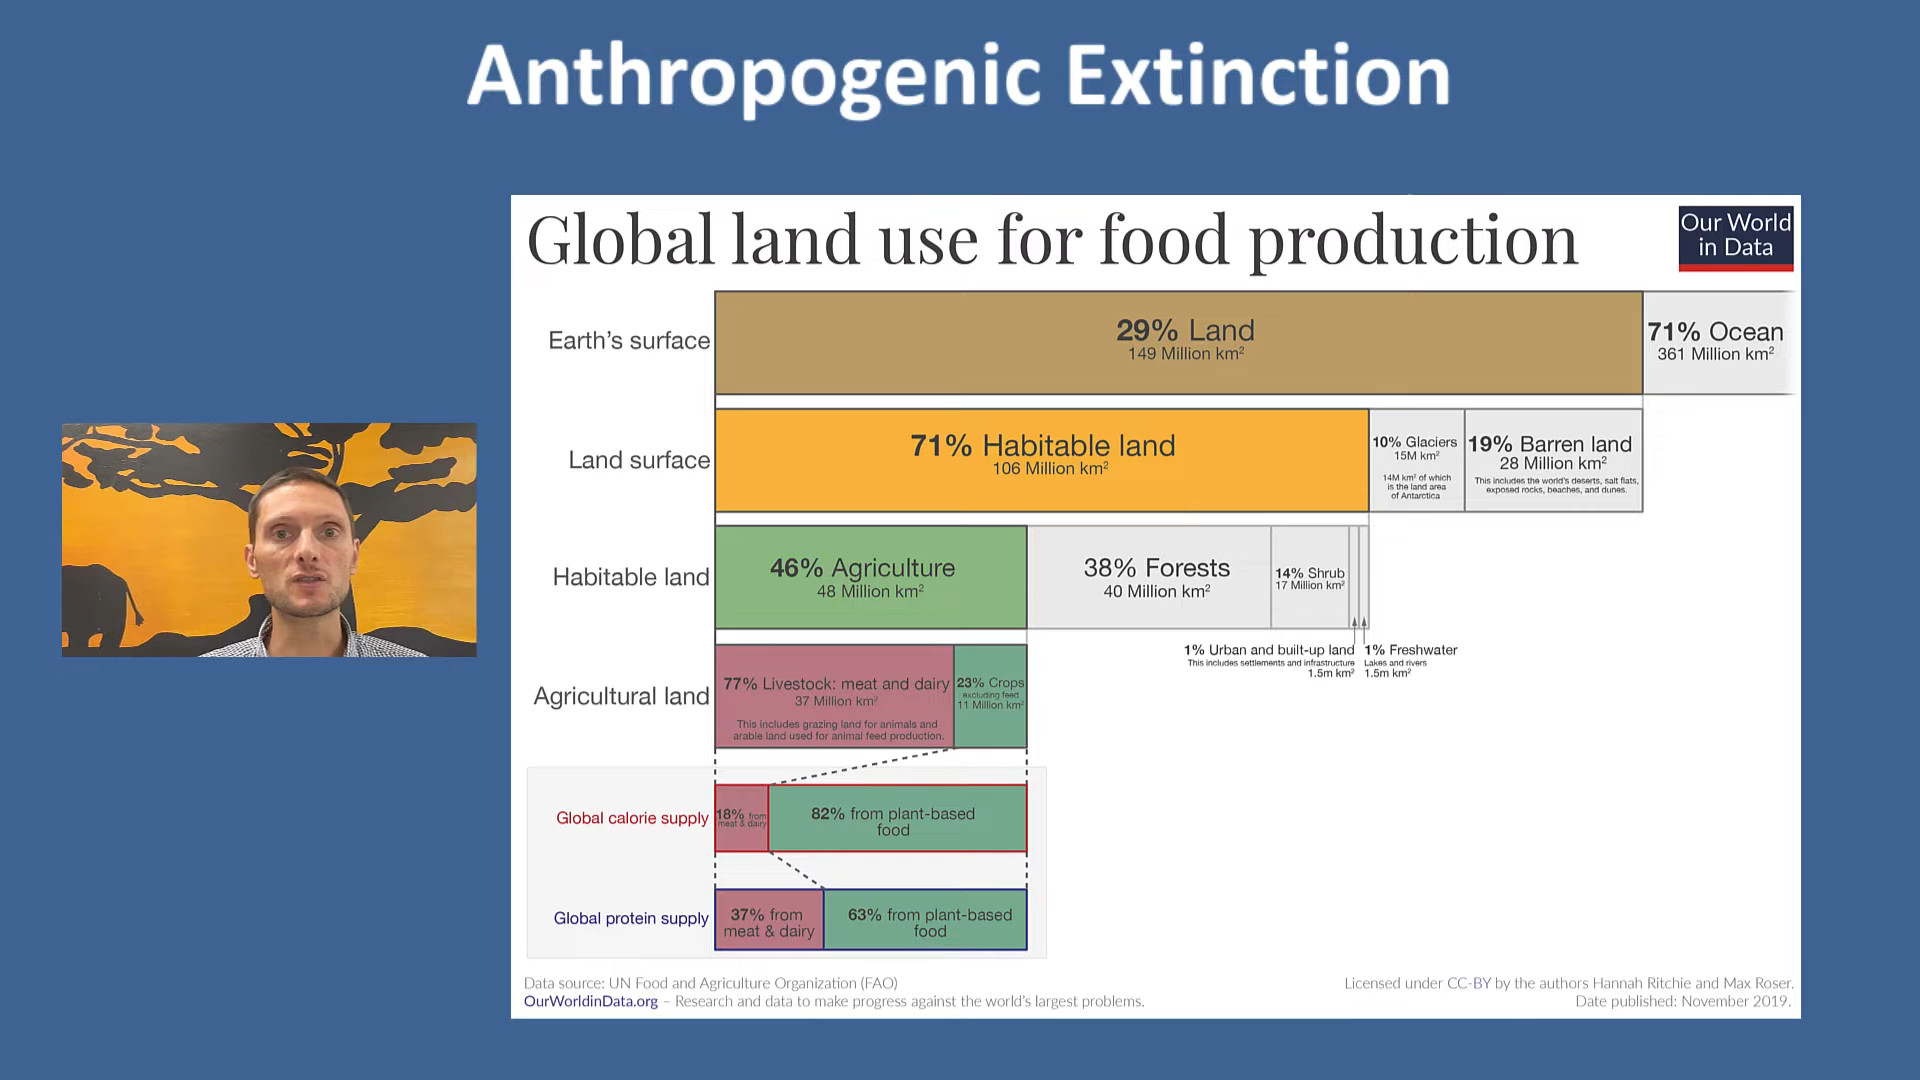 Anthropogenic Extinction
Global land use for food production
Our World
in Data
Earth's surface
29% Land
149 Million km²
71% Ocean
361 Million km²
Land surface
71% Habitable land
106 Million km²
10% Glaciers
15M km²
14M km² of which
is the land area
of Antarctica
19% Barren land
28 Million km²
This includes the world's deserts, salt flats,
exposed rocks, beaches, and dunes.
Habitable land
46% Agriculture
48 Million km²
38% Forests
40 Million km²
14% Shrub
17 Million km²
1% Urban and built-up land
This includes settlements and infrastructure
1.5m km²
1% Freshwater
Lakes and rivers
1.5m km²
Agricultural land
77% Livestock: meat and dairy
37 Million km²
This includes grazing land for animals and
arable land used for animal feed production.
23% Crops
excluding feed
11 Million km²
Global calorie supply
18% from
meat & dairy
82% from plant-based
food
Global protein supply
37% from
meat & dairy
63% from plant-based
food
Data source: UN Food and Agriculture Organization (FAO)
OurWorldinData.org – Research and data to make progress against the world's largest problems.
Licensed under CC-BY by the authors Hannah Ritchie and Max Roser.
Date published: November 2019.